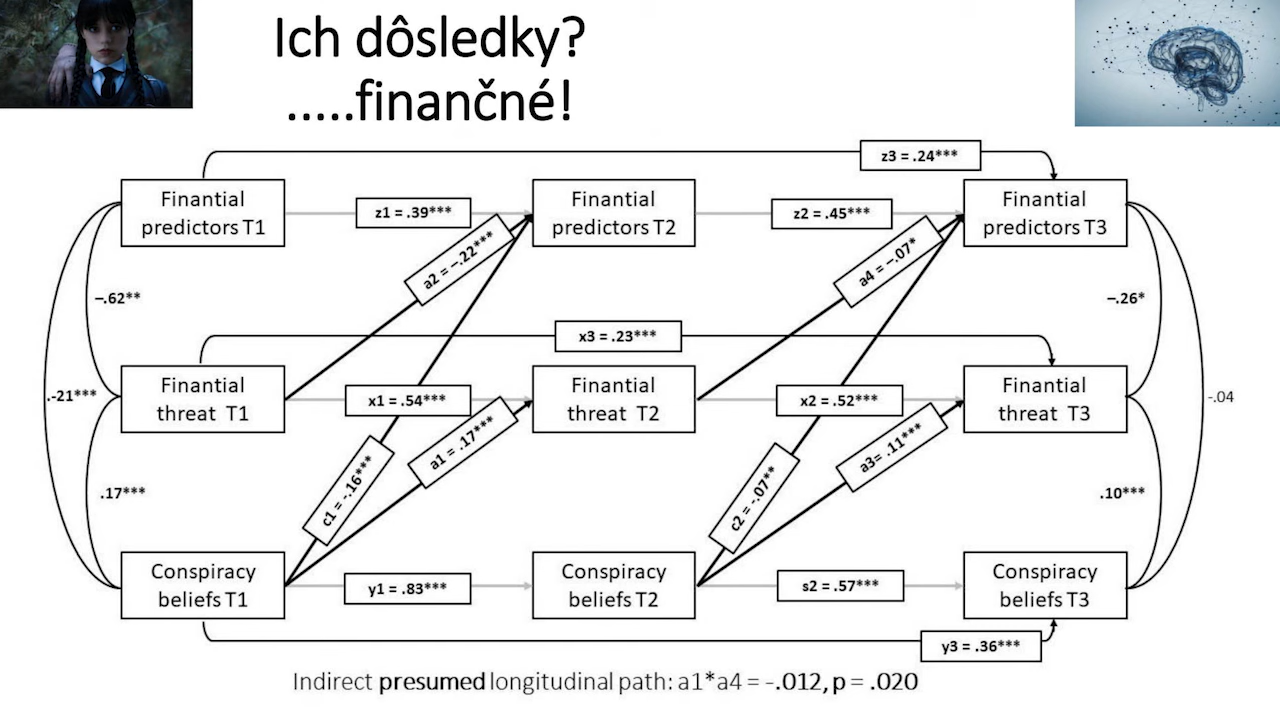 Ich dôsledky?
.....finančné!
z3 = .24***
Finantial
predictors T1
z1 = .39***
Finantial
predictors T2
z2 = .45***
Finantial
predictors T3
a2 = –.22***
a4 = –.07*
–.62**
–.26*
x3 = .23***
.-21***
Finantial
threat T1
x1 = .54***
Finantial
threat T2
x2 = .52***
Finantial
threat T3
-.04
a1 = .17***
a3= .11***
c1 = -.16***
c2 = -.07**
.17***
.10***
Conspiracy
beliefs T1
y1 = .83***
Conspiracy
beliefs T2
s2 = .57***
Conspiracy
beliefs T3
y3 = .36***
Indirect presumed longitudinal path: a1*a4 = -.012, p = .020